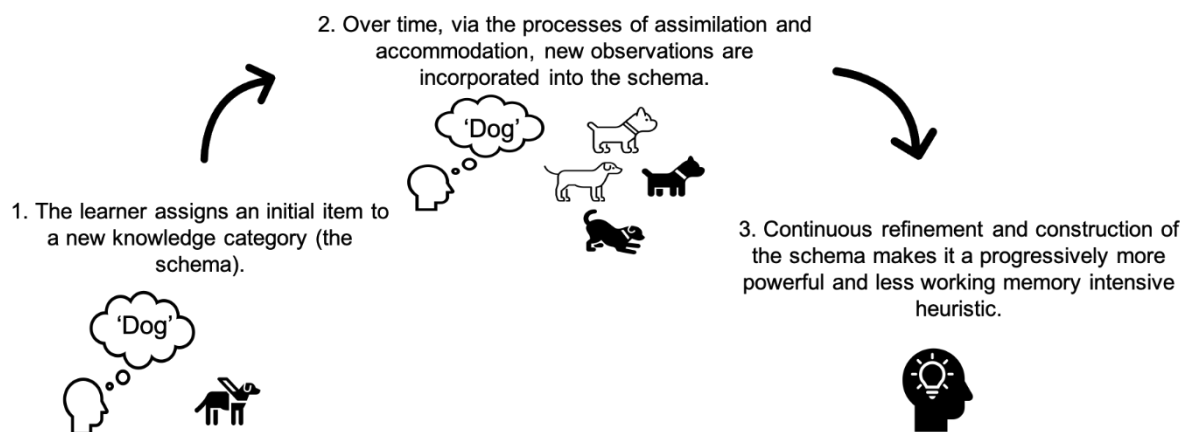 1. The learner assigns an initial item to
a new knowledge category (the
schema).
‘Dog’
2. Over time, via the processes of assimilation and
accommodation, new observations are
incorporated into the schema.
‘Dog’
3. Continuous refinement and construction of
the schema makes it a progressively more
powerful and less working memory intensive
heuristic.